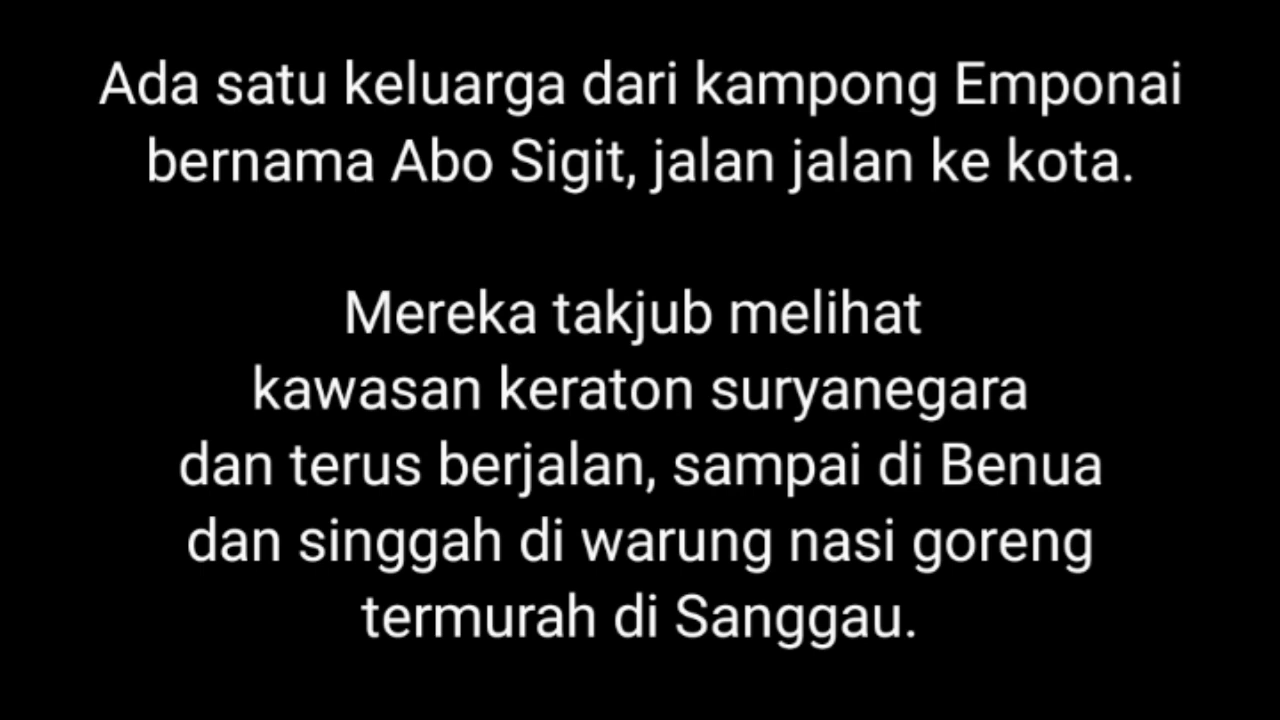 Ada satu keluarga dari kampong Emponai
bernama Abo Sigit, jalan jalan ke kota.
Mereka takjub melihat
kawasan keraton suryanegara
dan terus berjalan, sampai di Benua
dan singgah di warung nasi goreng
termurah di Sanggau.